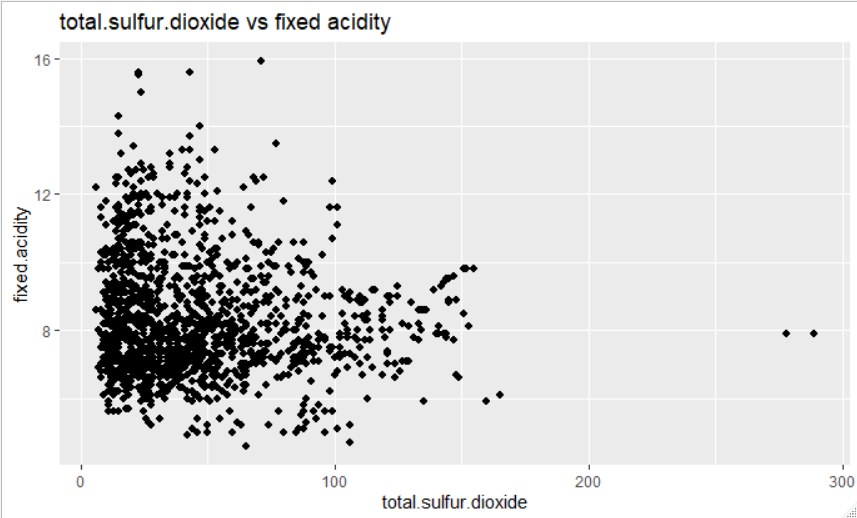 total.sulfur.dioxide vs fixed acidity
16
12
8
fixed.acidity
0
100
200
300
total.sulfur.dioxide